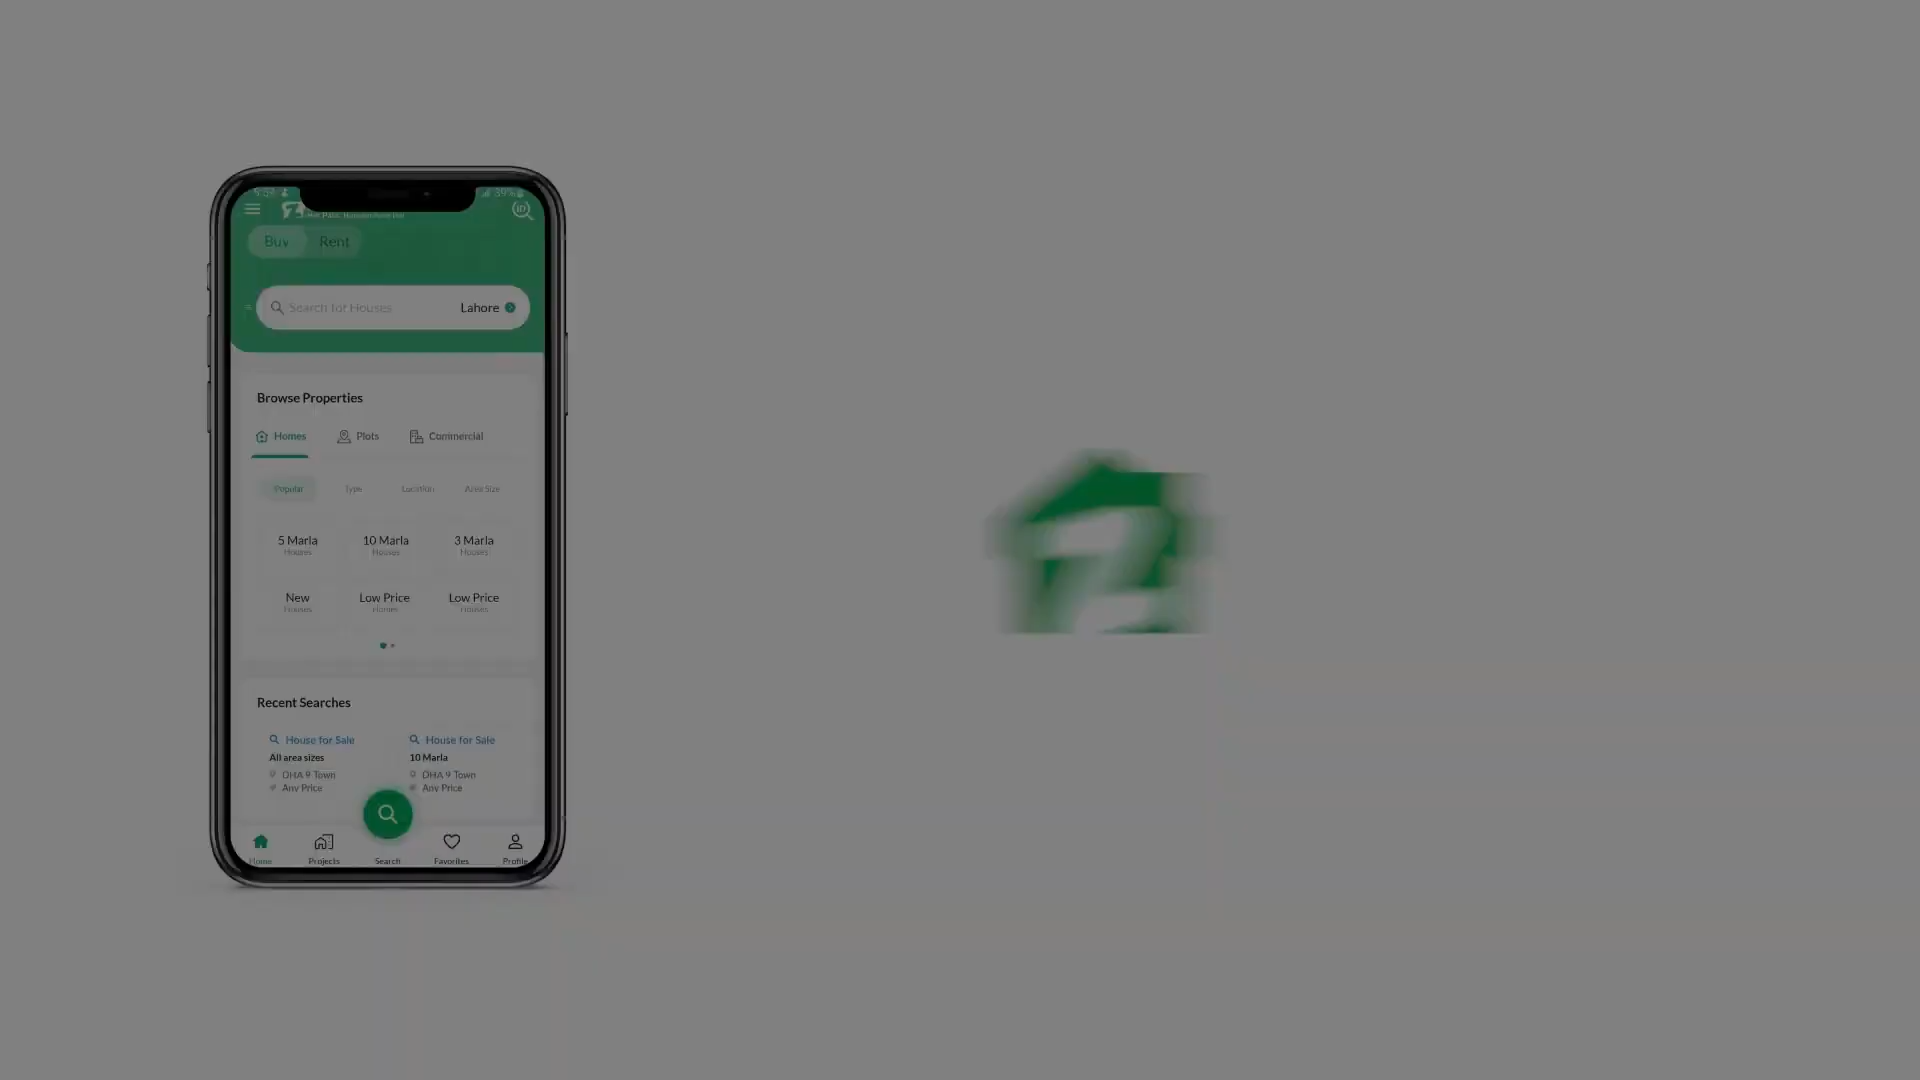 Buy Rent
Search for Houses Lahore
Browse Properties
Homes Plots Commercial
Popular Type Location Area Size
5 Marla 10 Marla 3 Marla
Houses Houses Houses
New Low Price Low Price
Houses Homes Houses
Recent Searches
House for Sale House for Sale
All area sizes 10 Marla
DHA 9 Town DHA 9 Town
Any Price Any Price
Home Projects Search Favorites Profile